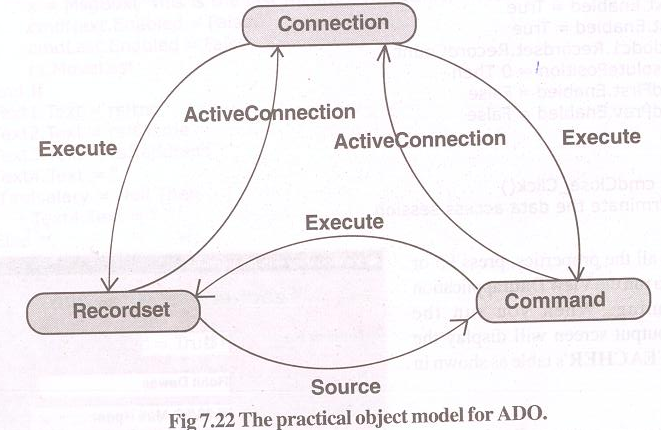 Connection
ActiveConnection
ActiveConnection
Execute
Execute
Execute
Recordset
Command
Source
Fig 7.22 The practical object model for ADO.